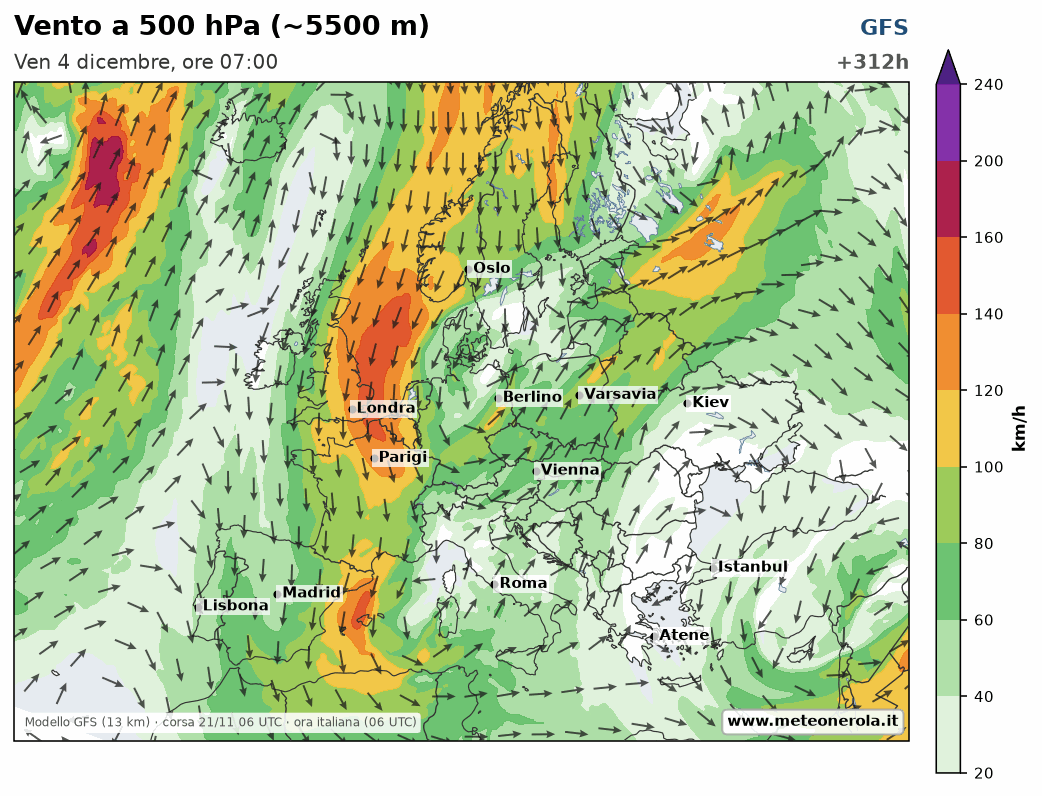 Vento a 500 hPa (~5500 m)
GFS
Ven 4 dicembre, ore 07:00
+312h
240
200
160
140
120
100
80
60
40
20
km/h
Oslo
Londra
Berlino
Varsavia
Kiev
Parigi
Vienna
Istanbul
Roma
Madrid
Lisbona
Atene
Modello GFS (13 km) · corsa 21/11 06 UTC · ora italiana (06 UTC)
www.meteonerola.it